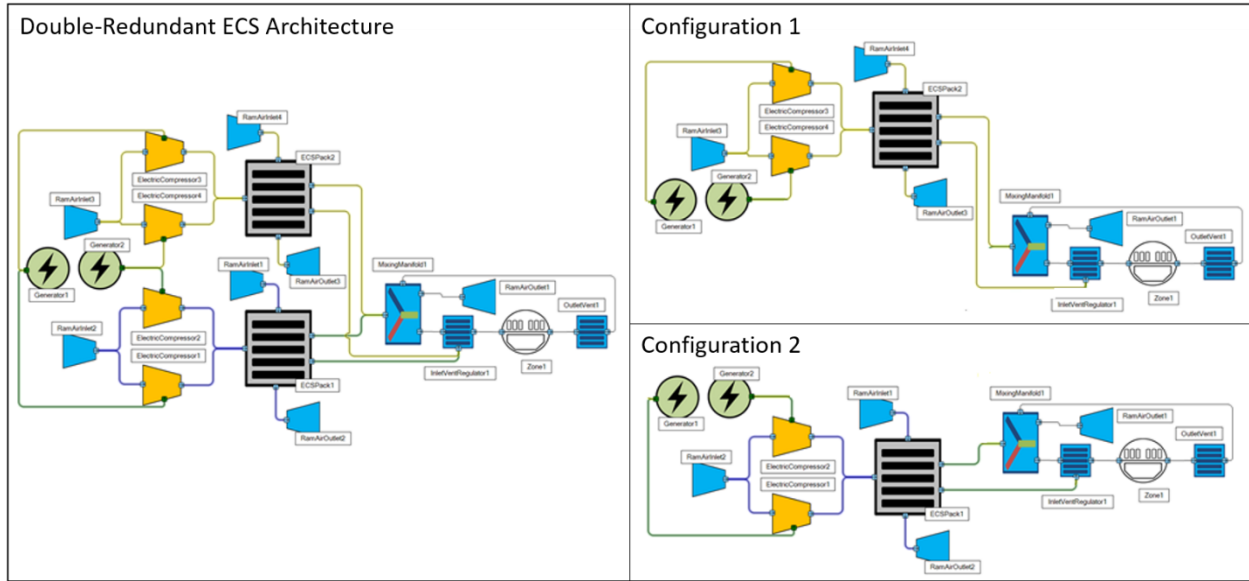 Double-Redundant ECS Architecture
RamAirInlet4
ECSPack2
ElectricCompressor3
ElectricCompressor4
RamAirInlet3
Generator2
Generator1
RamAirInlet1
RamAirOutlet3
MixingManifold1
RamAirOutlet1
OutletVent1
RamAirInlet2
ElectricCompressor2
ElectricCompressor1
InletVentRegulator1
Zone1
ECSPack1
RamAirOutlet2
Configuration 1
RamAirInlet4
ECSPack2
ElectricCompressor3
ElectricCompressor4
RamAirInlet3
Generator2
Generator1
RamAirOutlet3
MixingManifold1
RamAirOutlet1
OutletVent1
InletVentRegulator1
Zone1
Configuration 2
Generator2
Generator1
RamAirInlet1
MixingManifold1
RamAirOutlet1
OutletVent1
RamAirInlet2
ElectricCompressor2
ElectricCompressor1
InletVentRegulator1
Zone1
ECSPack1
RamAirOutlet2